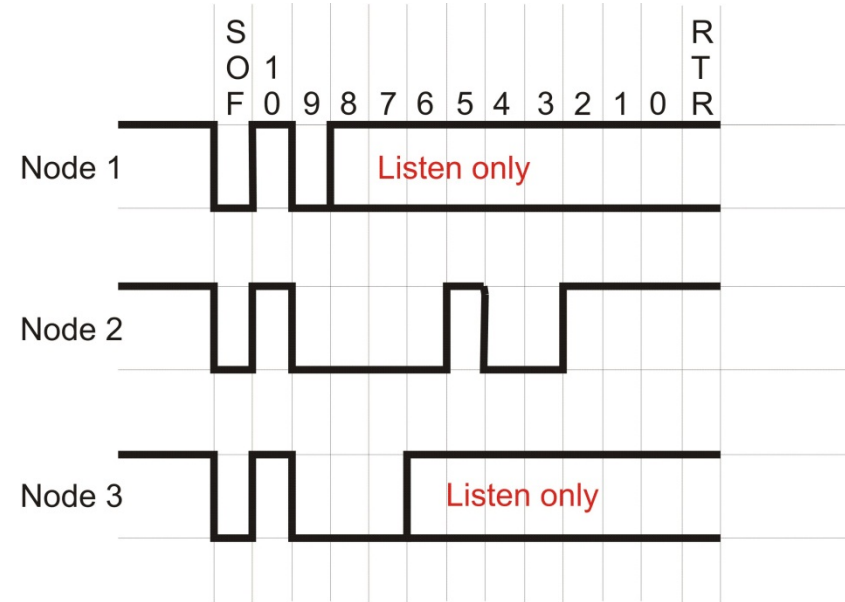 S R
O 1 T
F 0 9 8 7 6 5 4 3 2 1 0 R
Node 1 Listen only
Node 2
Node 3 Listen only